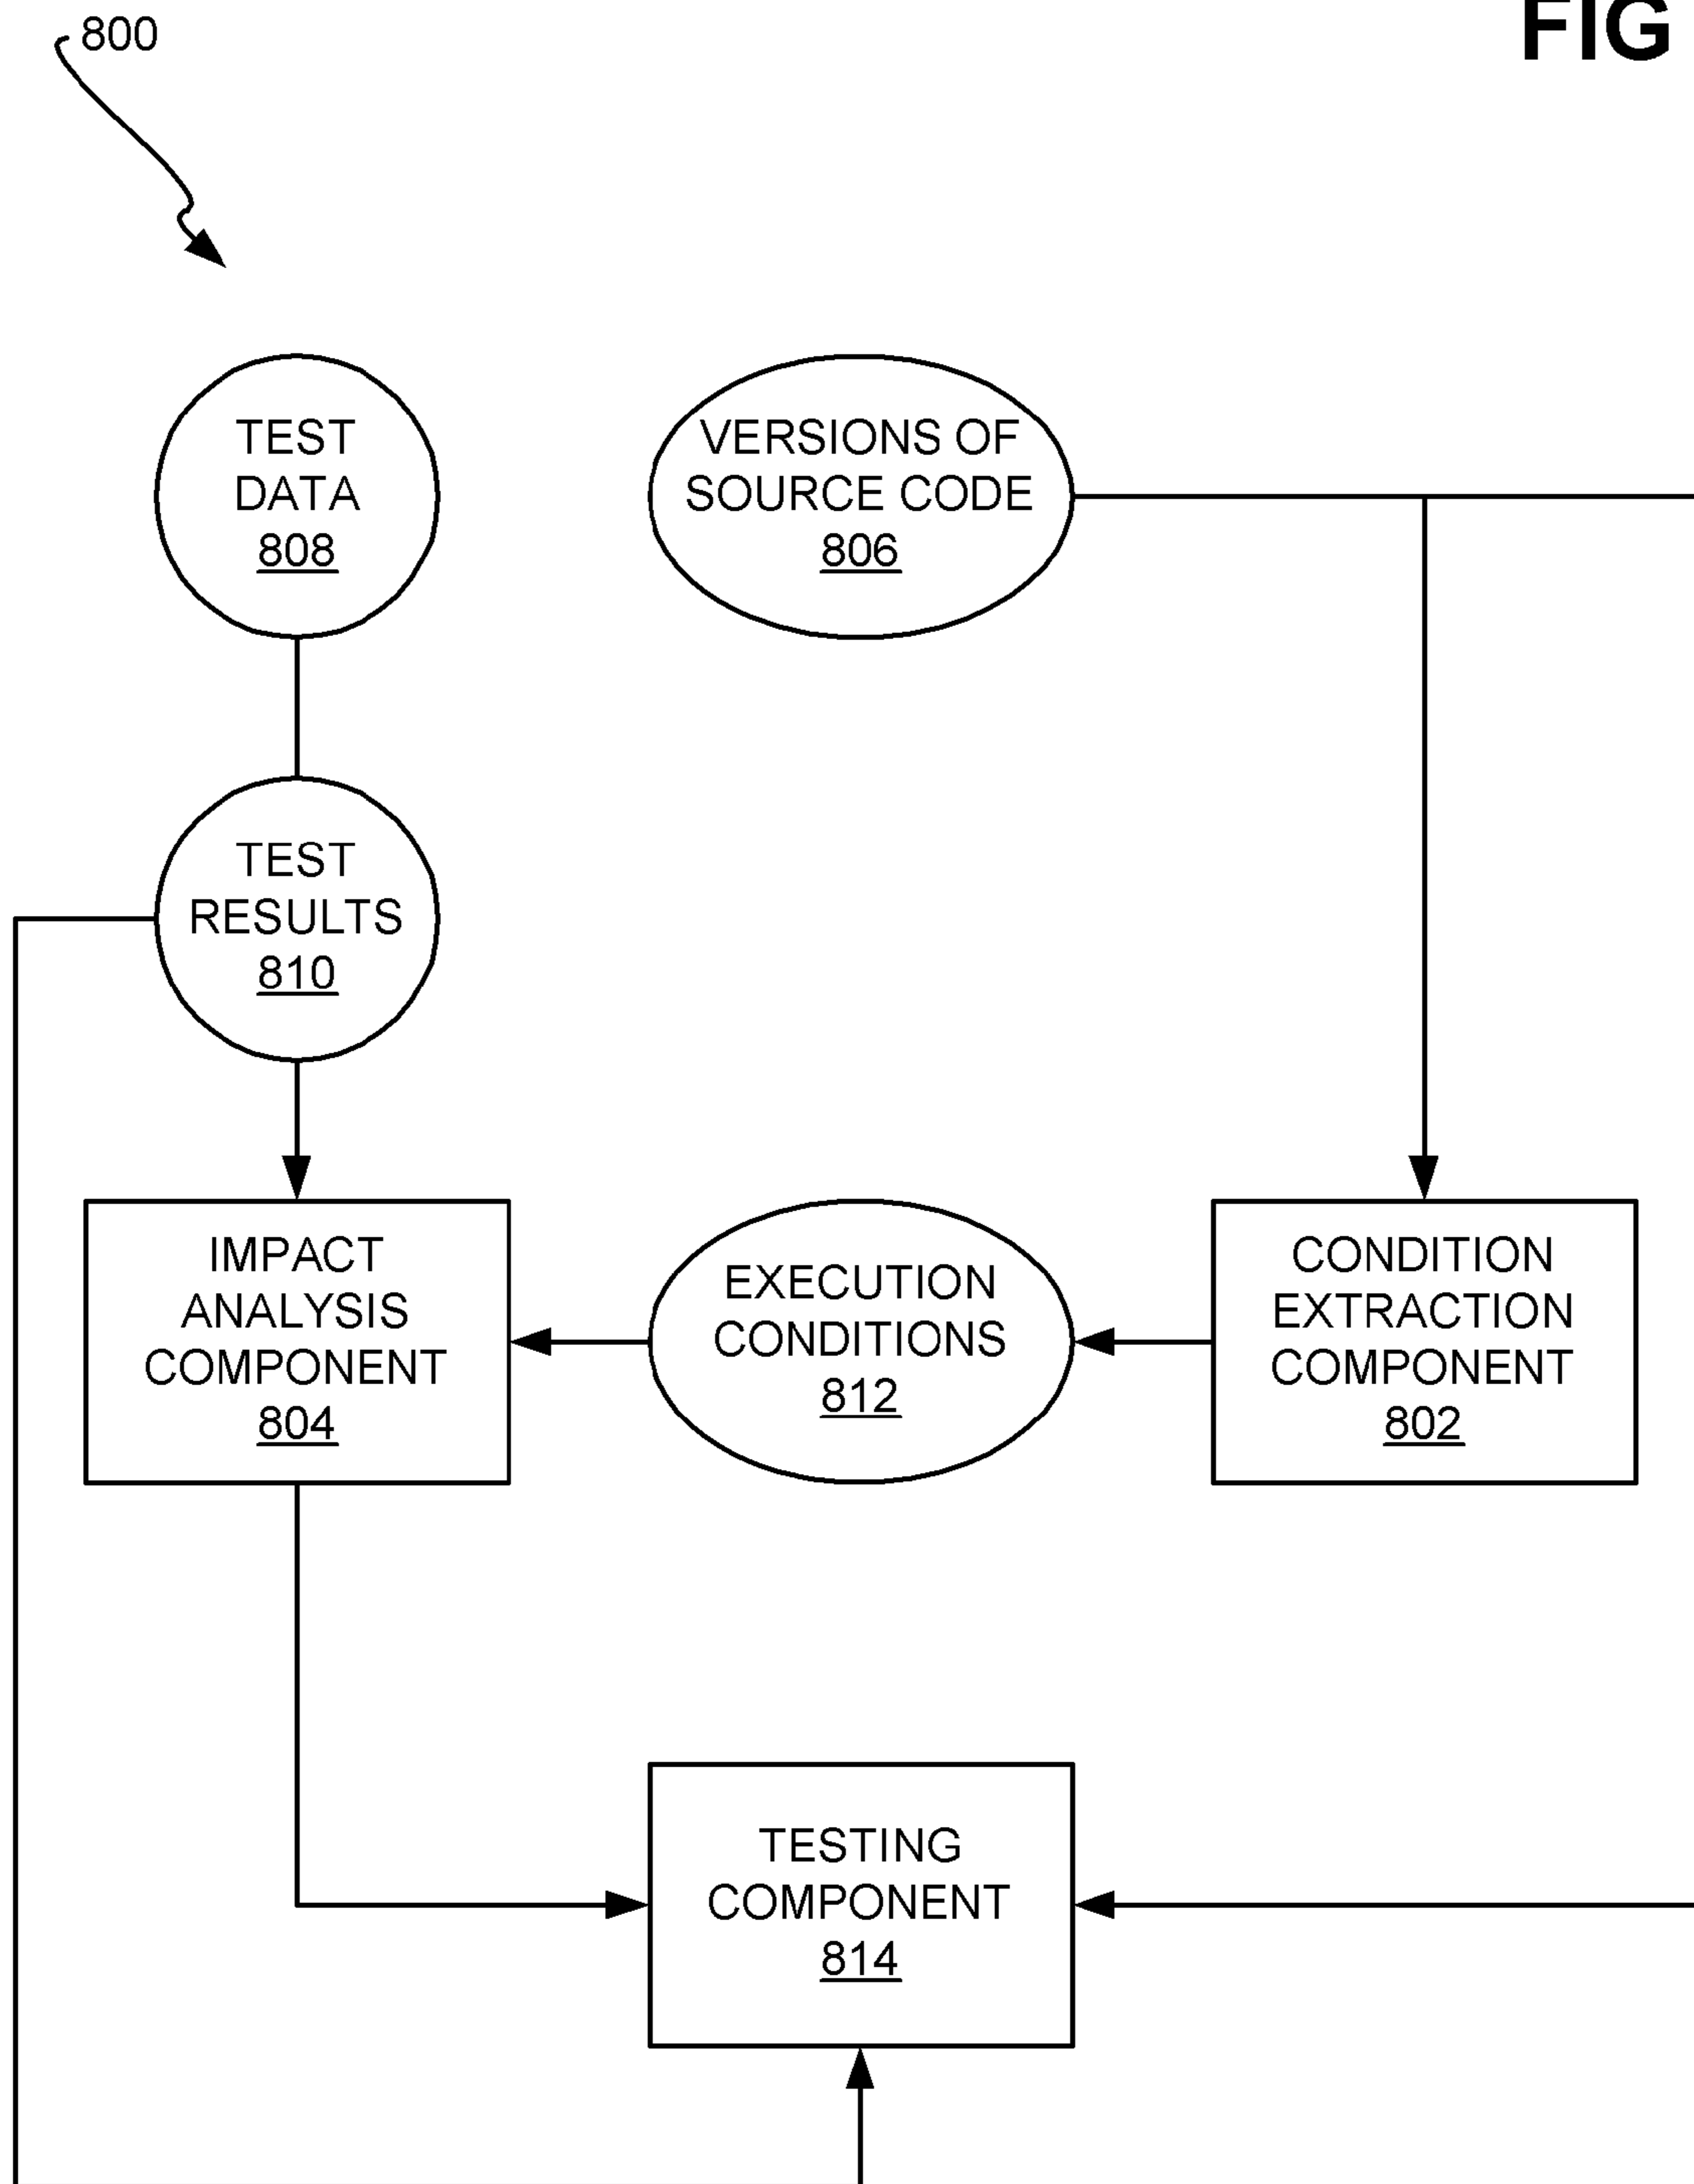 800
FIG
TEST
DATA
808
VERSIONS OF
SOURCE CODE
806
TEST
RESULTS
810
IMPACT
ANALYSIS
COMPONENT
804
EXECUTION
CONDITIONS
812
CONDITION
EXTRACTION
COMPONENT
802
TESTING
COMPONENT
814